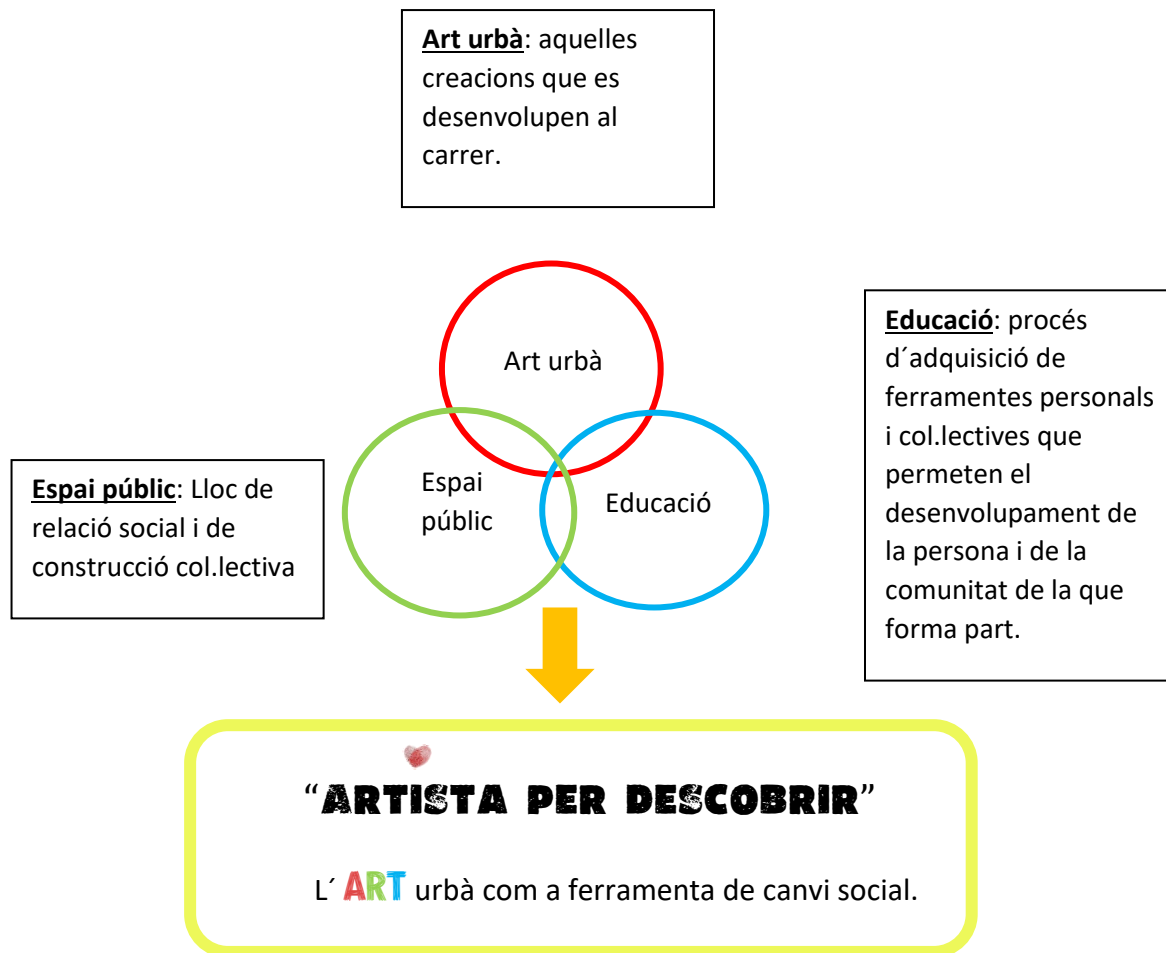 Art urbà: aquelles
creacions que es
desenvolupen al
carrer.
Art urbà
Espai
públic
Educació
Espai públic: Lloc de
relació social i de
construcció col.lectiva
Educació: procés
d´adquisició de
ferramentes personals
i col.lectives que
permeten el
desenvolupament de
la persona i de la
comunitat de la que
forma part.
“ARTISTA PER DESCOBRIR”
L´ ART urbà com a ferramenta de canvi social.